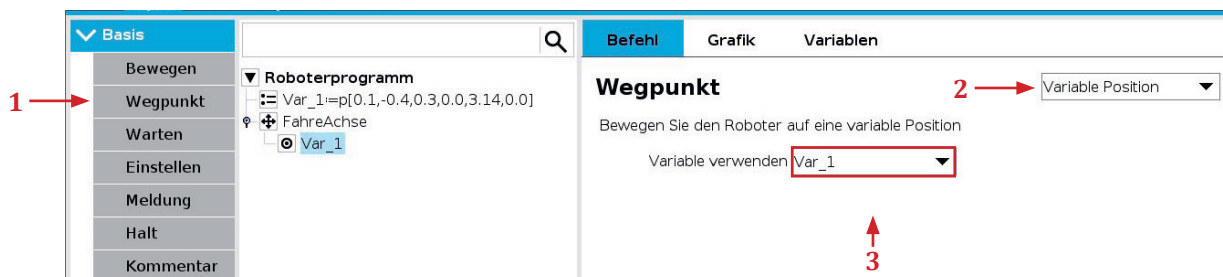 Basis
Bewegen
1
Wegpunkt
Warten
Einstellen
Meldung
Halt
Kommentar
Roboterprogramm
Var_1:=p[0.1,-0.4,0.3,0.0,3.14,0.0]
FahreAchse
Var_1
Befehl Grafik Variablen
Wegpunkt
2
Variable Position
Bewegen Sie den Roboter auf eine variable Position
Variable verwenden Var_1
3